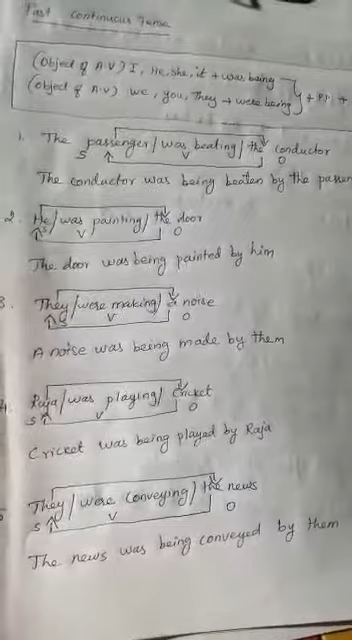 Past Continuous Tense
(Object of A.V) I, He, she, it + was, being
(object of A.V) we, you, They → were being } + P.P. +
1. The passenger / was beating / the conductor
S V O
The conductor was being beaten by the passen
2. He / was painting / the door
S V O
The door was being painted by him
3. They / were making / a noise
S V O
A noise was being made by them
4. Raja / was playing / cricket
S V O
Cricket was being played by Raja
They / were conveying / the news
S V O
The news was being conveyed by them